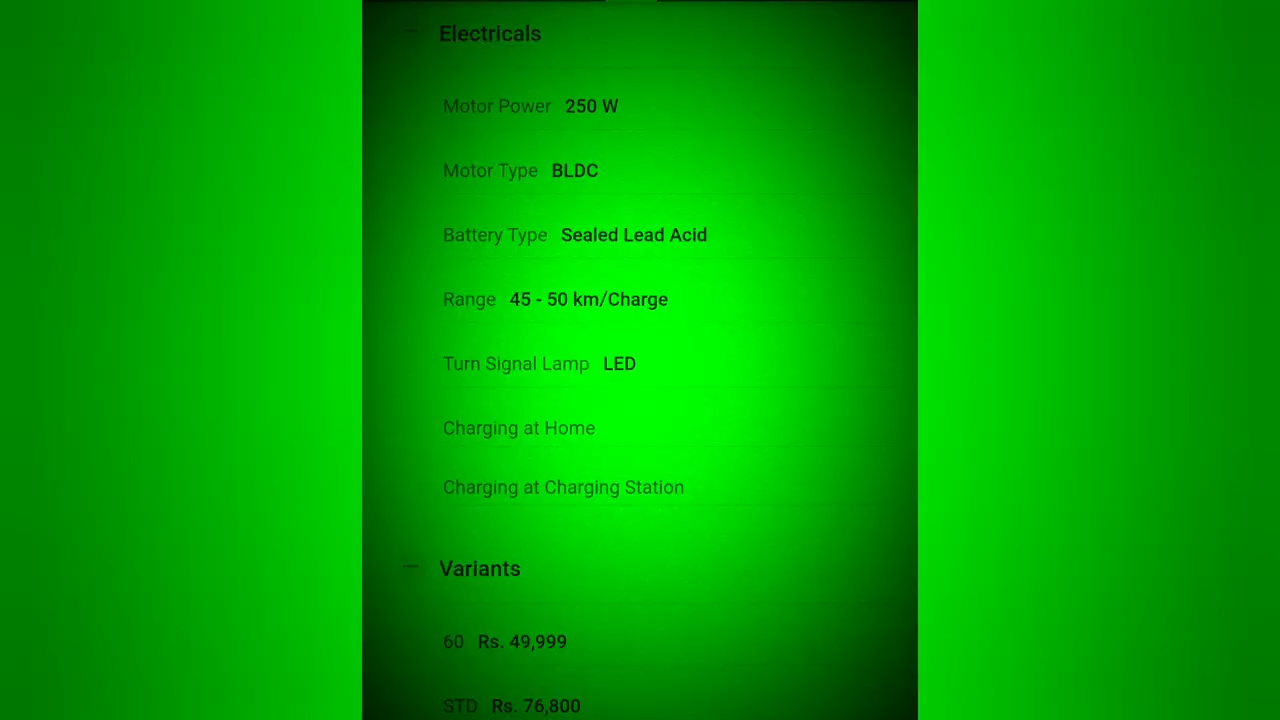 Electricals
Motor Power 250 W
Motor Type BLDC
Battery Type Sealed Lead Acid
Range 45 - 50 km/Charge
Turn Signal Lamp LED
Charging at Home
Charging at Charging Station
Variants
60 Rs. 49,999
STD Rs. 76,800